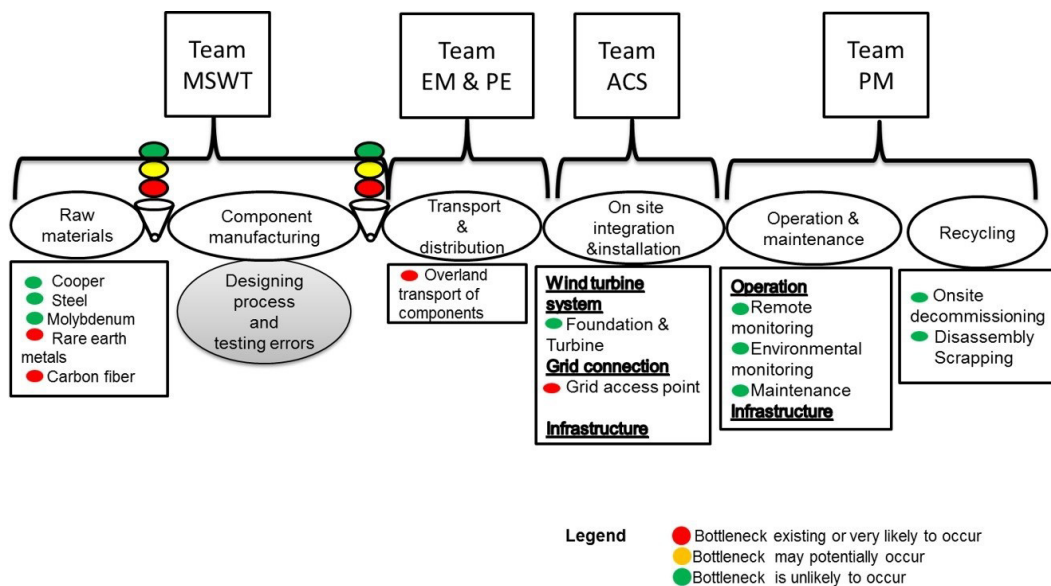 Team
MSWT
Team
EM & PE
Team
ACS
Team
PM
Raw
materials
Component
manufacturing
Transport
&
distribution
On site
integration
&installation
Operation &
maintenance
Recycling
Cooper
Steel
Molybdenum
Rare earth
metals
Carbon fiber
Designing
process
and
testing errors
Overland
transport of
components
Wind turbine
system
Foundation &
Turbine
Grid connection
Grid access point
Infrastructure
Operation
Remote
monitoring
Environmental
monitoring
Maintenance
Infrastructure
Onsite
decommissioning
Disassembly
Scrapping
Legend
Bottleneck existing or very likely to occur
Bottleneck may potentially occur
Bottleneck is unlikely to occur